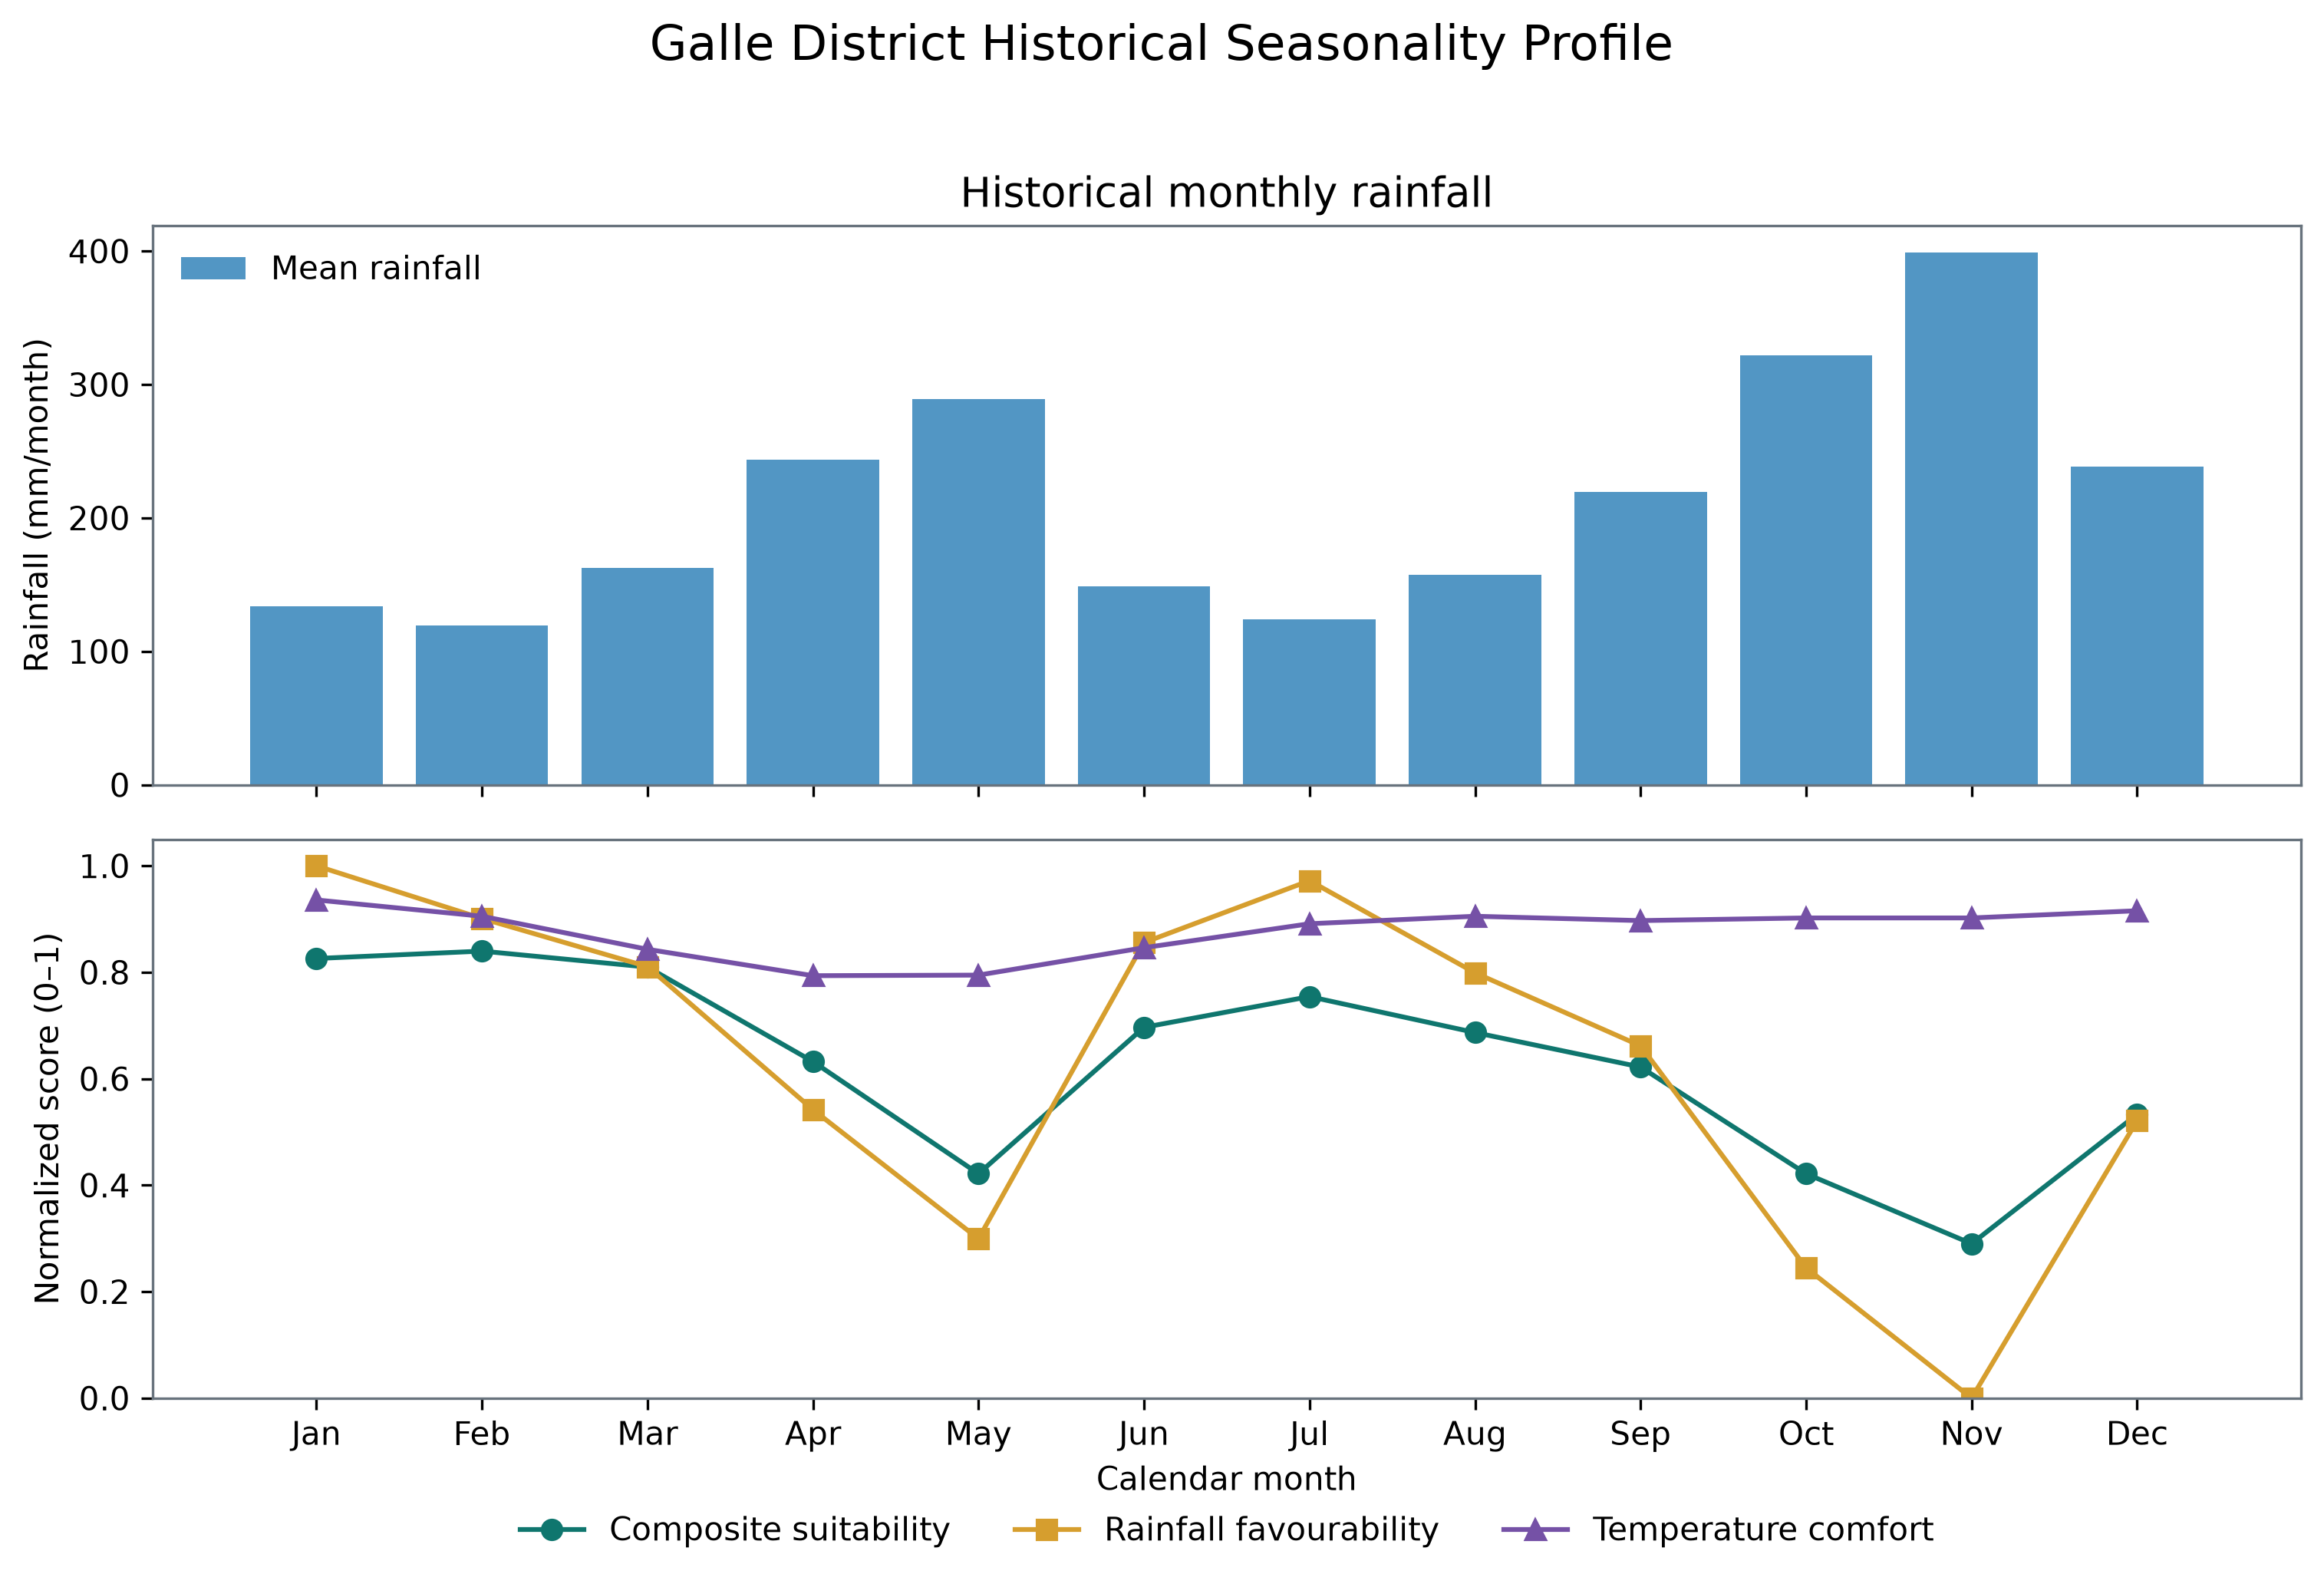 Galle District Historical Seasonality Profile
Historical monthly rainfall
Mean rainfall
Rainfall (mm/month)
400
300
200
100
0
Normalized score (0–1)
1.0
0.8
0.6
0.4
0.2
0.0
Jan Feb Mar Apr May Jun Jul Aug Sep Oct Nov Dec
Calendar month
Composite suitability Rainfall favourability Temperature comfort